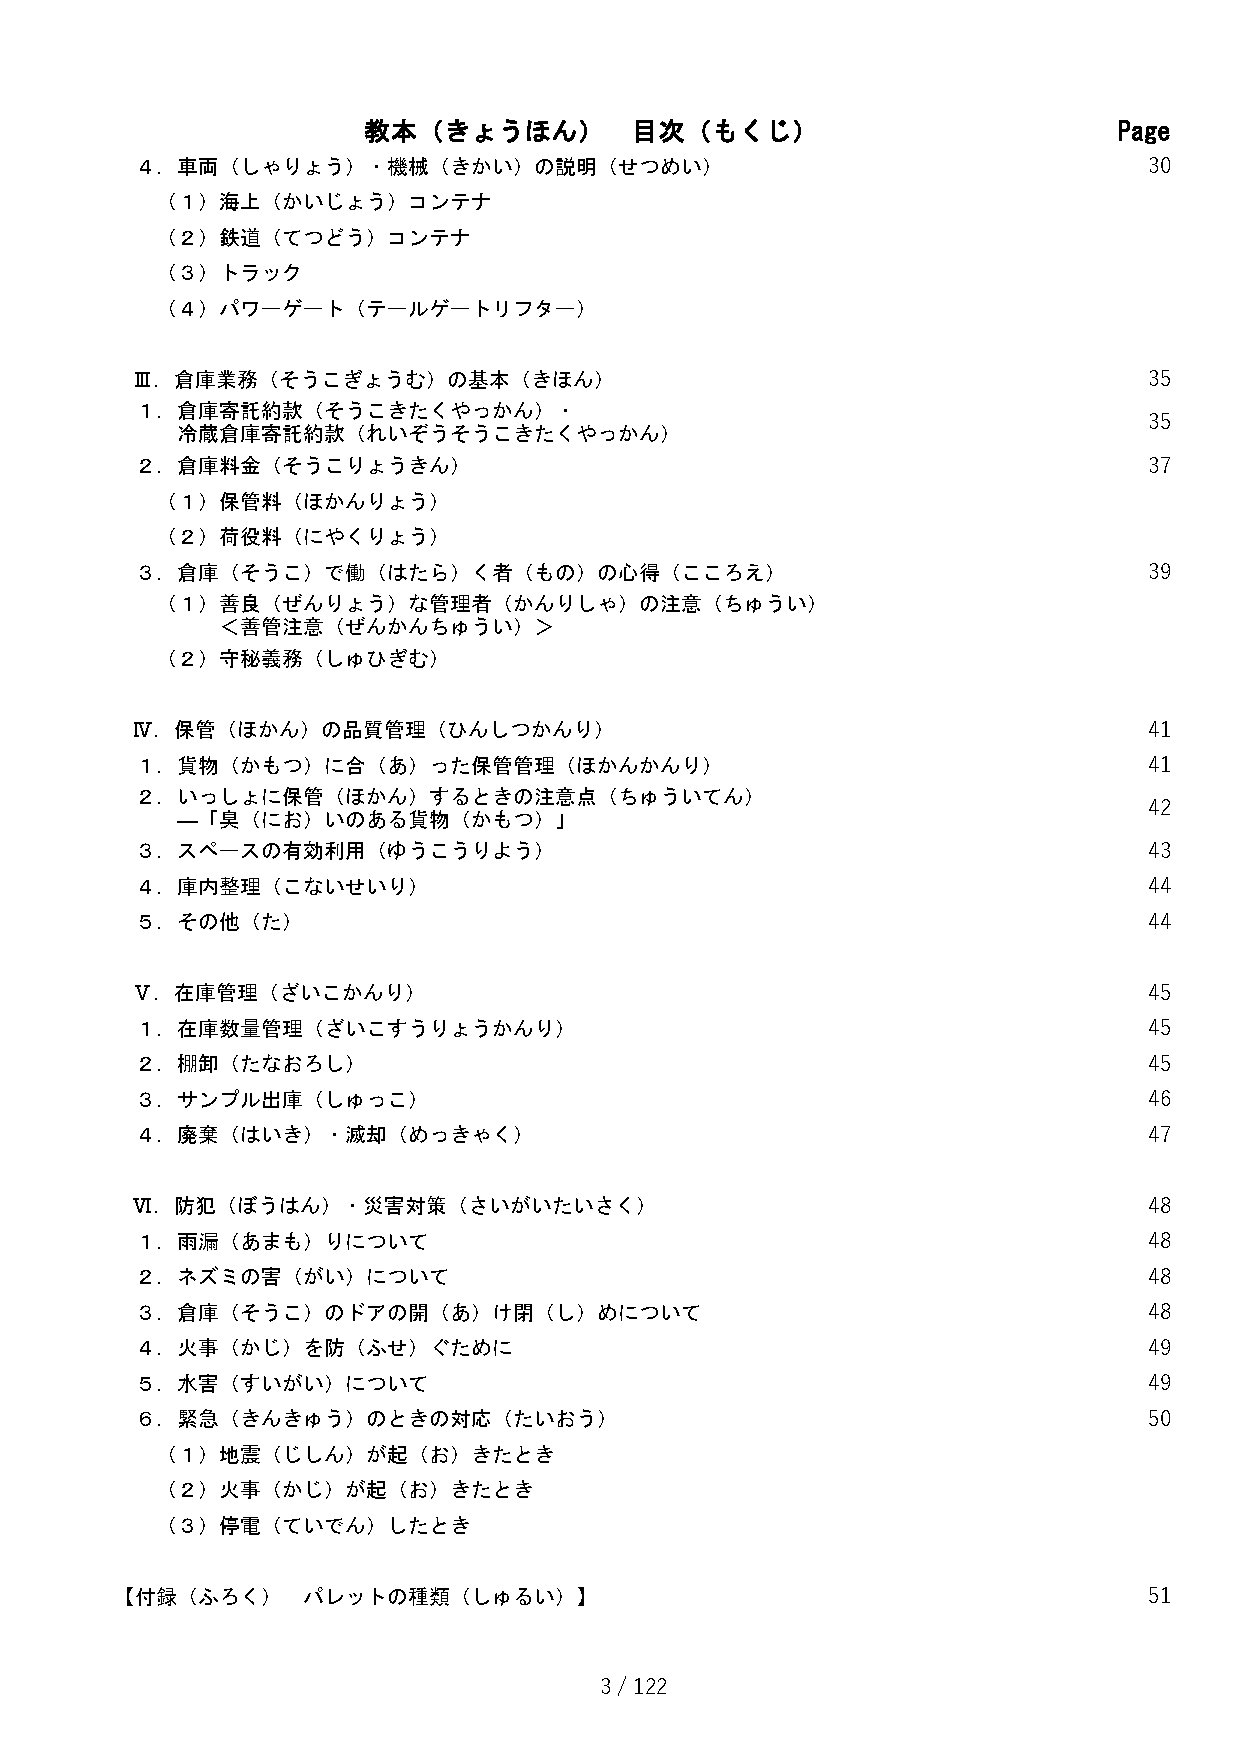 教本（きょうほん）　目次（もくじ） Page
４．車両（しゃりょう）・機械（きかい）の説明（せつめい） 30
（１）海上（かいじょう）コンテナ
（２）鉄道（てつどう）コンテナ
（３）トラック
（４）パワーゲート（テールゲートリフター）
Ⅲ．倉庫業務（そうこぎょうむ）の基本（きほん） 35
１．倉庫寄託約款（そうこきたくやっかん）・
冷蔵倉庫寄託約款（れいぞうそうこきたくやっかん） 35
２．倉庫料金（そうこりょうきん） 37
（１）保管料（ほかんりょう）
（２）荷役料（にやくりょう）
３．倉庫（そうこ）で働（はたら）く者（もの）の心得（こころえ） 39
（１）善良（ぜんりょう）な管理者（かんりしゃ）の注意（ちゅうい）
＜善管注意（ぜんかんちゅうい）＞
（２）守秘義務（しゅひぎむ）
Ⅳ．保管（ほかん）の品質管理（ひんしつかんり） 41
１．貨物（かもつ）に合（あ）った保管管理（ほかんかんり） 41
２．いっしょに保管（ほかん）するときの注意点（ちゅういてん）
―「臭（にお）いのある貨物（かもつ）」 42
３．スペースの有効利用（ゆうこうりよう） 43
４．庫内整理（こないせいり） 44
５．その他（た） 44
Ⅴ．在庫管理（ざいこかんり） 45
１．在庫数量管理（ざいこすうりょうかんり） 45
２．棚卸（たなおろし） 45
３．サンプル出庫（しゅっこ） 46
４．廃棄（はいき）・滅却（めっきゃく） 47
Ⅵ．防犯（ぼうはん）・災害対策（さいがいたいさく） 48
１．雨漏（あまも）りについて 48
２．ネズミの害（がい）について 48
３．倉庫（そうこ）のドアの開（あ）け閉（し）めについて 48
４．火事（かじ）を防（ふせ）ぐために 49
５．水害（すいがい）について 49
６．緊急（きんきゅう）のときの対応（たいおう） 50
（１）地震（じしん）が起（お）きたとき
（２）火事（かじ）が起（お）きたとき
（３）停電（ていでん）したとき
【付録（ふろく）　パレットの種類（しゅるい）】 51
3 / 122